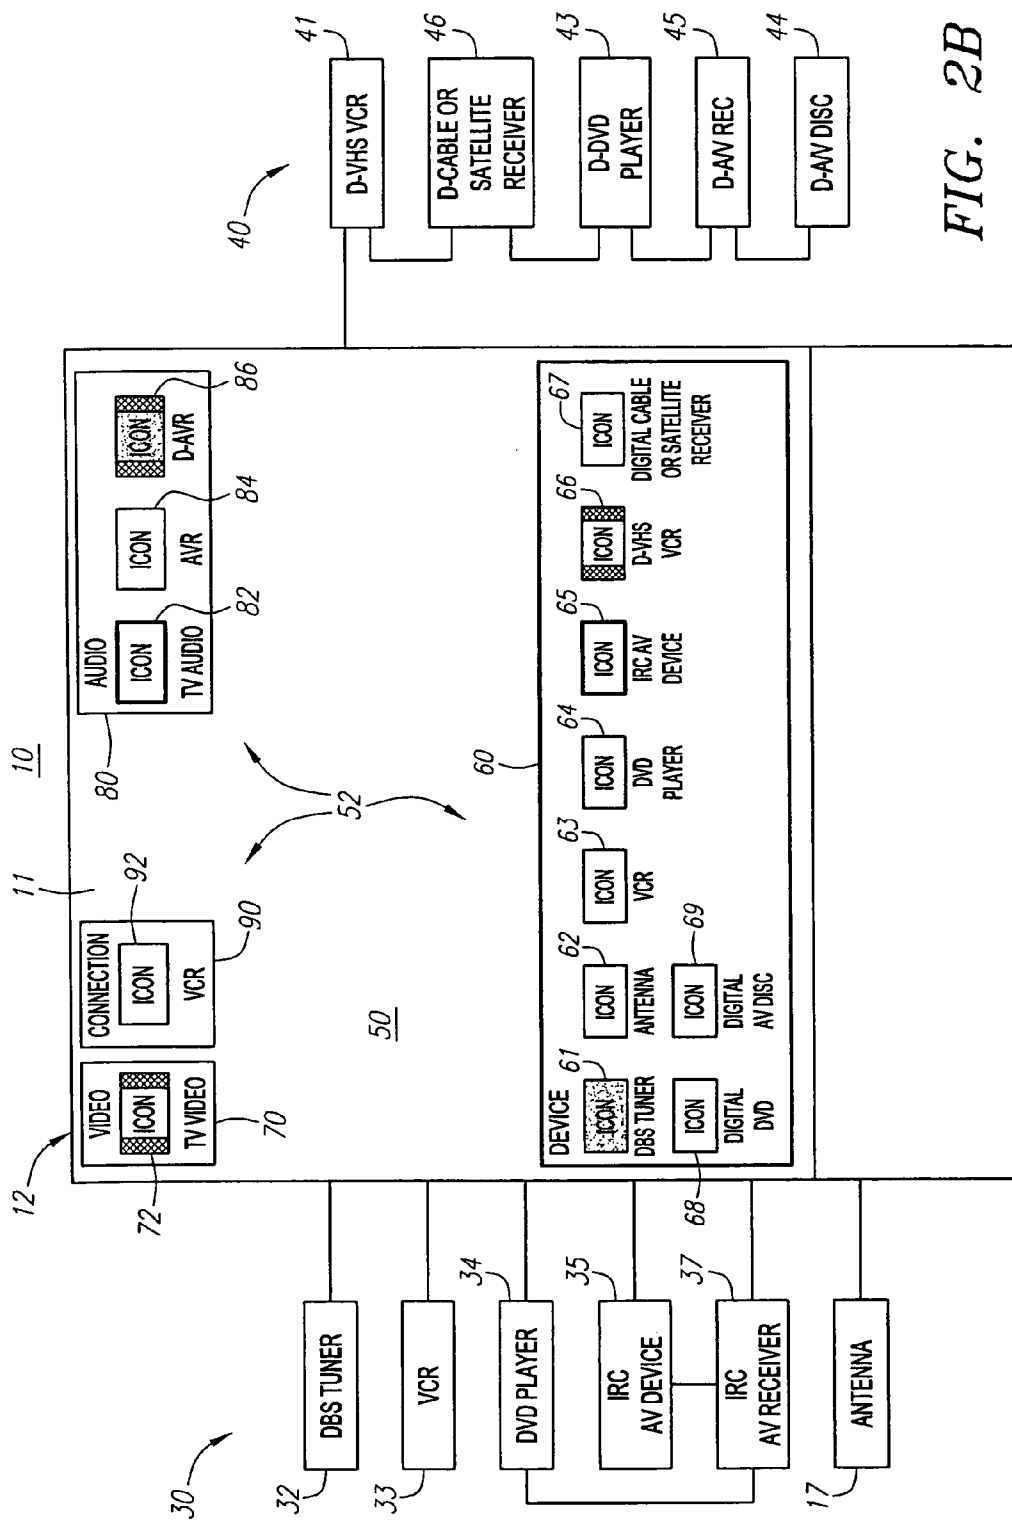 10
12
11
VIDEO
ICON
TV VIDEO
72
70
CONNECTION
ICON
VCR
92
90
80
AUDIO
ICON
TV AUDIO
82
ICON
AVR
84
ICON
D-AVR
86
52
50
60
DEVICE
ICON
DBS TUNER
61
ICON
ANTENNA
62
ICON
VCR
63
ICON
DVD
PLAYER
64
ICON
IRC AV
DEVICE
65
ICON
D-VHS
VCR
66
ICON
DIGITAL CABLE
OR SATELLITE
RECEIVER
67
ICON
DIGITAL
DVD
68
ICON
DIGITAL
AV DISC
69
30
32
DBS TUNER
33
VCR
34
DVD PLAYER
35
IRC
AV DEVICE
37
IRC
AV RECEIVER
17
ANTENNA
40
D-VHS VCR
41
D-CABLE OR
SATELLITE
RECEIVER
46
D-DVD
PLAYER
43
D-A/V REC
45
D-A/V DISC
44
FIG. 2B